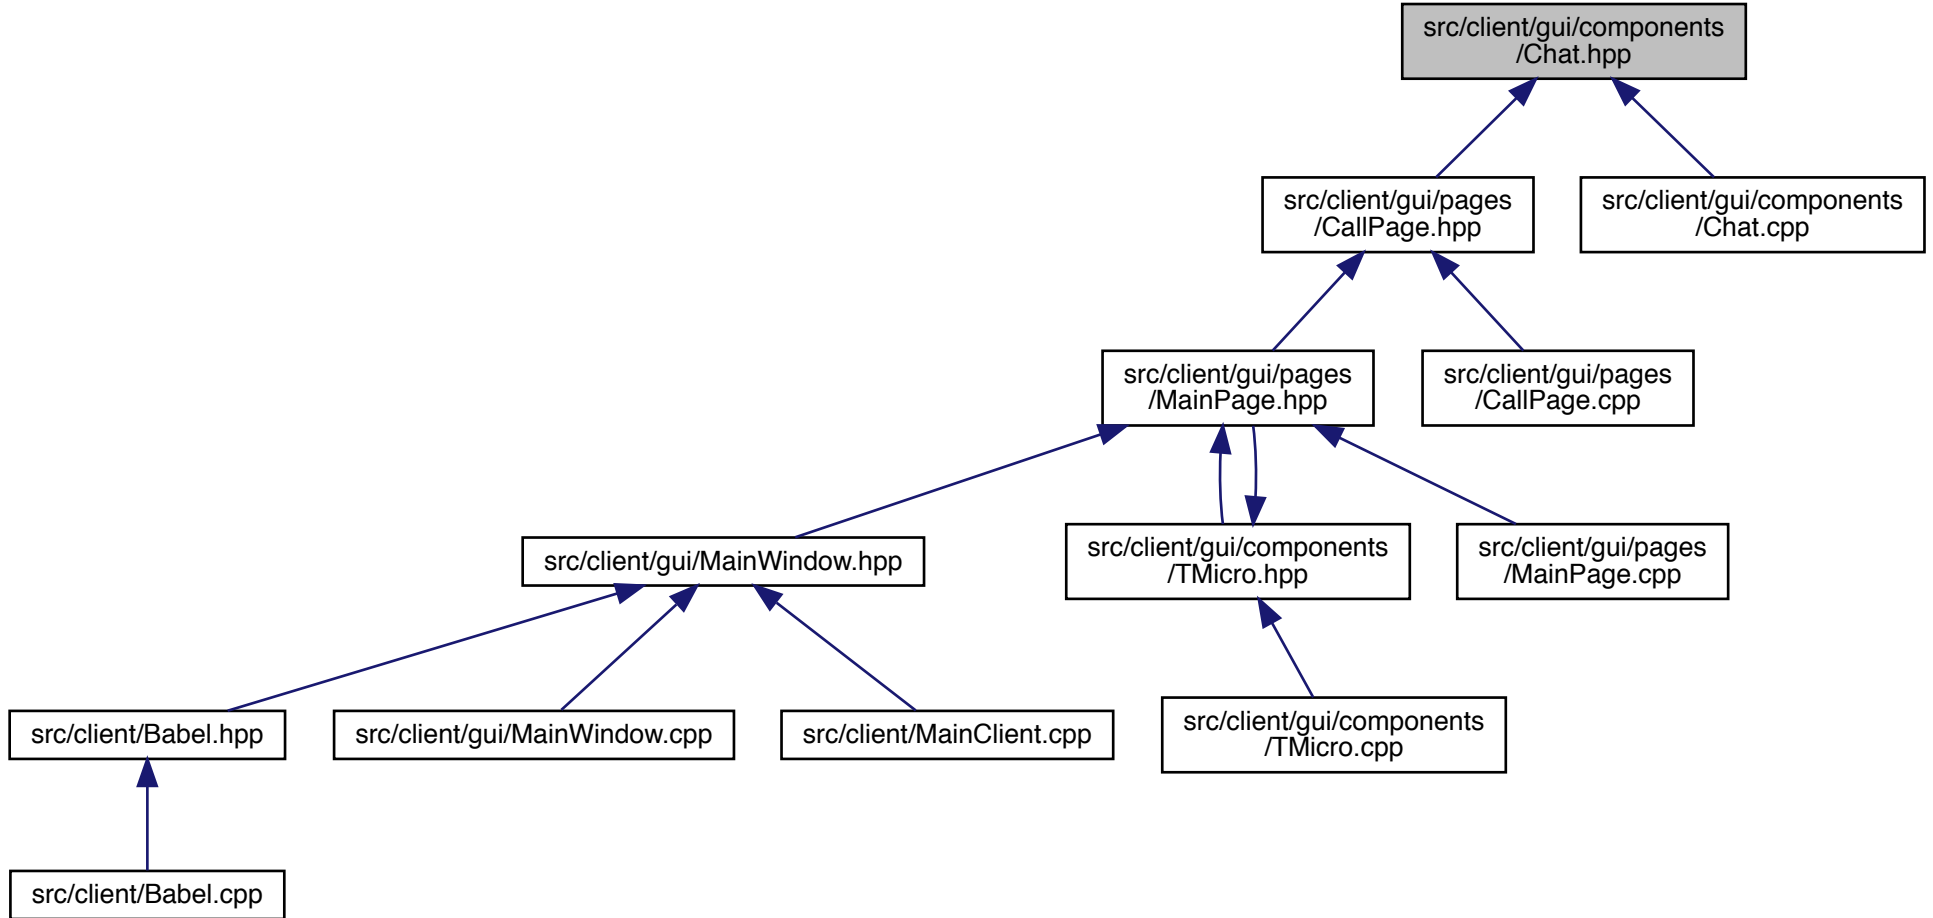 src/client/gui/components
/Chat.hpp
src/client/gui/pages
/CallPage.hpp
src/client/gui/components
/Chat.cpp
src/client/gui/pages
/MainPage.hpp
src/client/gui/pages
/CallPage.cpp
src/client/gui/MainWindow.hpp
src/client/gui/components
/TMicro.hpp
src/client/gui/pages
/MainPage.cpp
src/client/Babel.hpp
src/client/gui/MainWindow.cpp
src/client/MainClient.cpp
src/client/gui/components
/TMicro.cpp
src/client/Babel.cpp